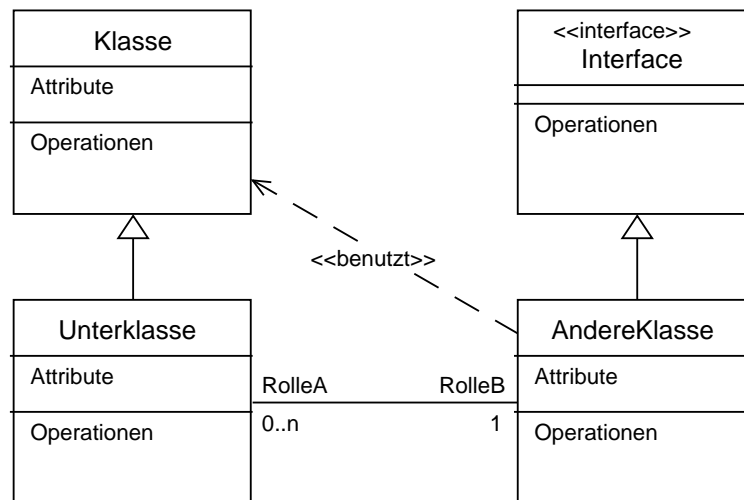 Klasse
Attribute
Operationen
<<interface>>
Interface
Operationen
<<benutzt>>
Unterklasse
Attribute
Operationen
RolleA
RolleB
0..n
1
AndereKlasse
Attribute
Operationen